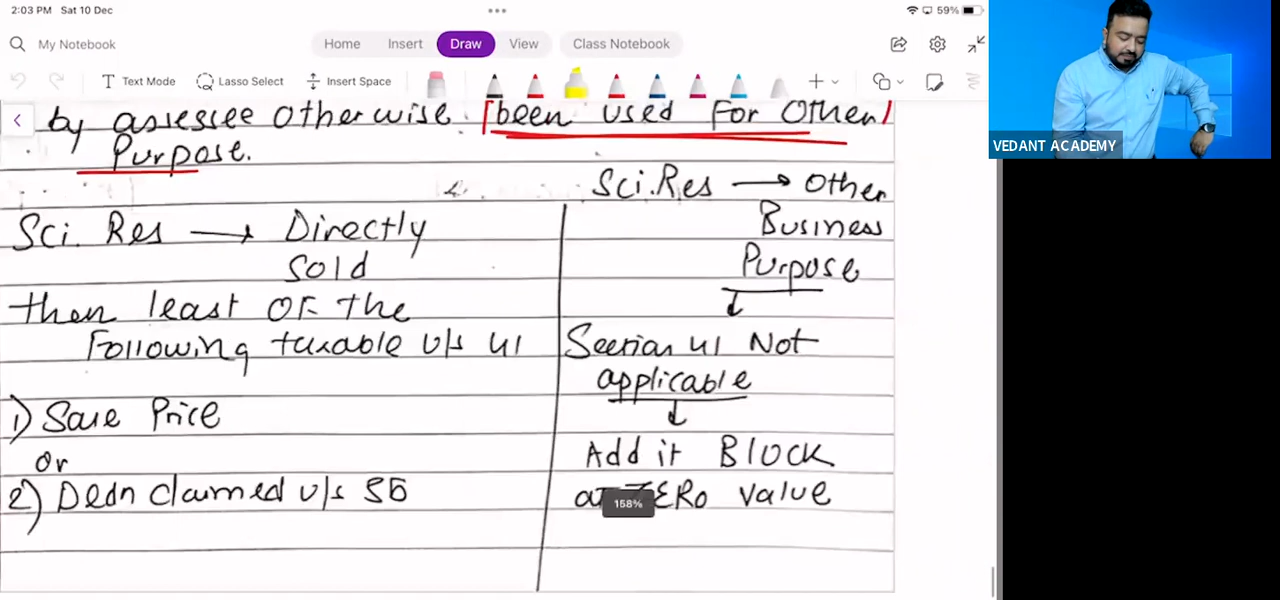 2:03 PM Sat 10 Dec
59%
My Notebook
Home Insert Draw View Class Notebook
Text Mode Lasso Select Insert Space
VEDANT ACADEMY
by assessee otherwise [been used for other]
Purpose.
Sci. Res → Directly
Sold
then least of the
Following taxable u/s 41
1) Sale Price
Or
2) Dedn claimed u/s 35
Sci. Res → Other
Business
Purpose
Section 41 Not
applicable
Add it Block
at ZERO value
158%